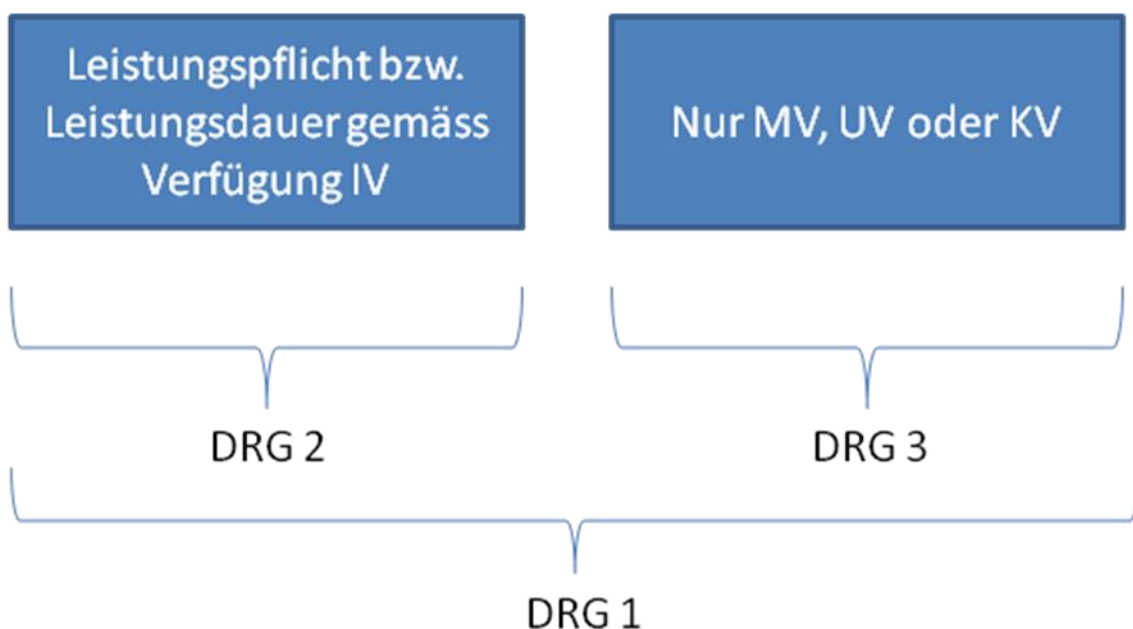 Leistungspflicht bzw.
Leistungsdauer gemäss
Verfügung IV
Nur MV, UV oder KV
DRG 2
DRG 3
DRG 1